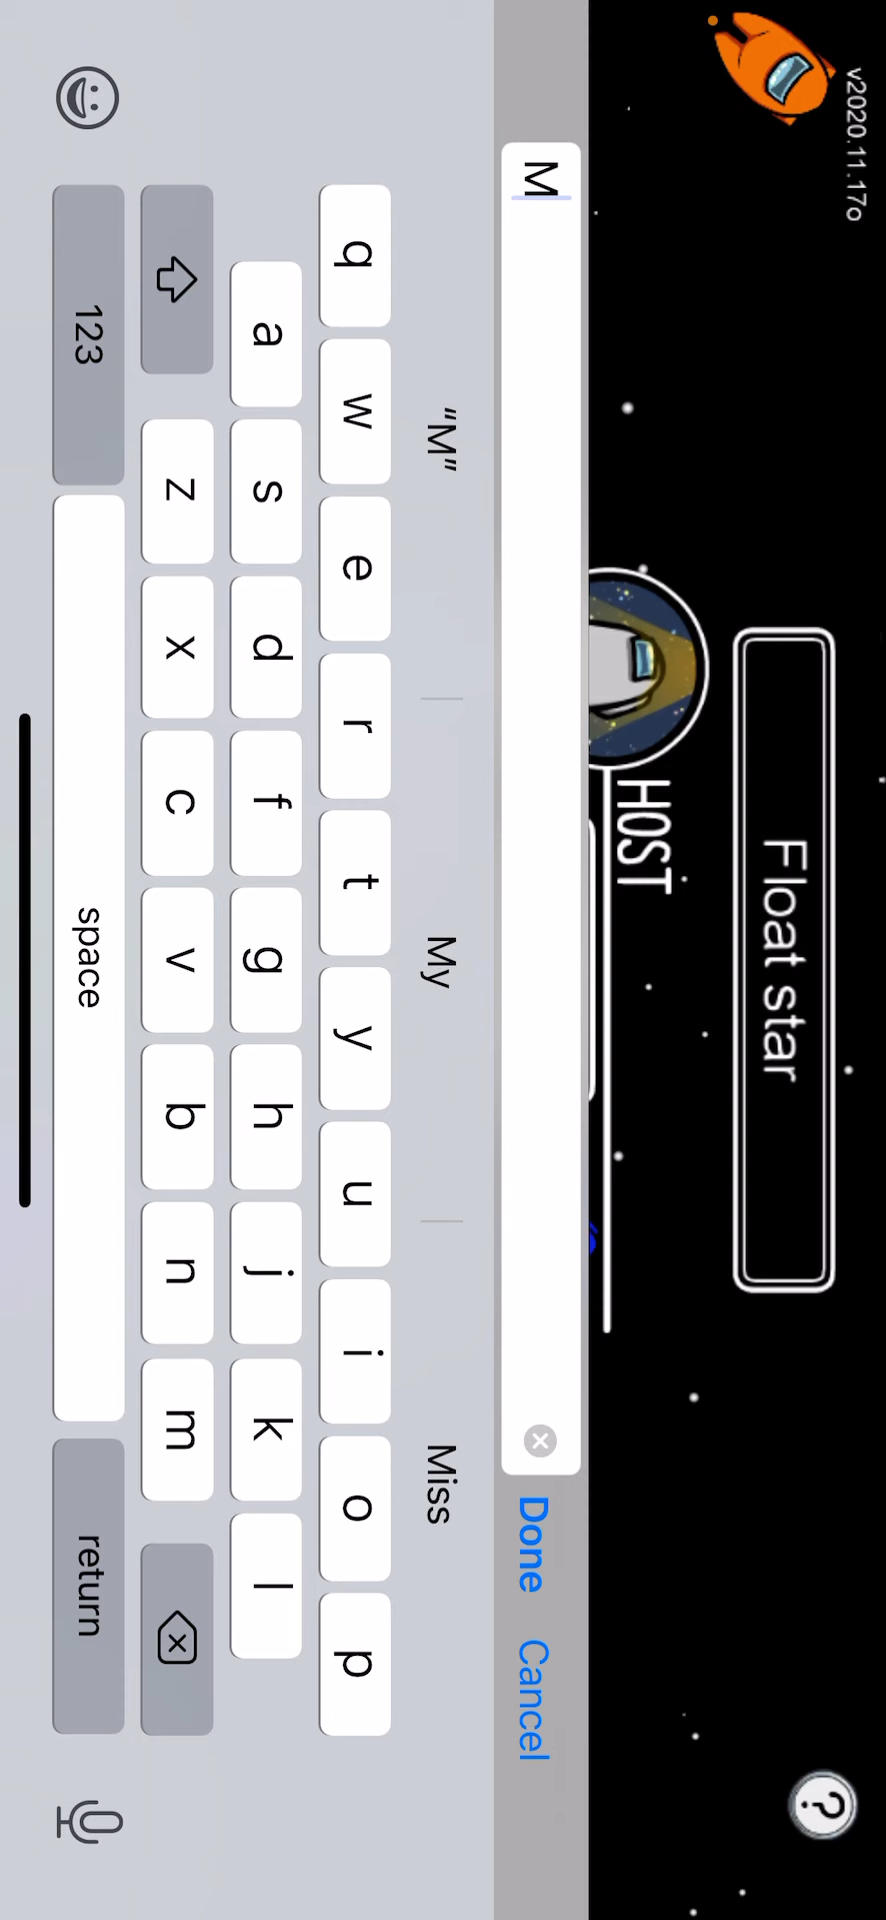 v2020.11.17o
Float star
HOST
M
Done Cancel
"M" My Miss
q w e r t y u i o p
a s d f g h j k l
z x c v b n m
123 space return
?